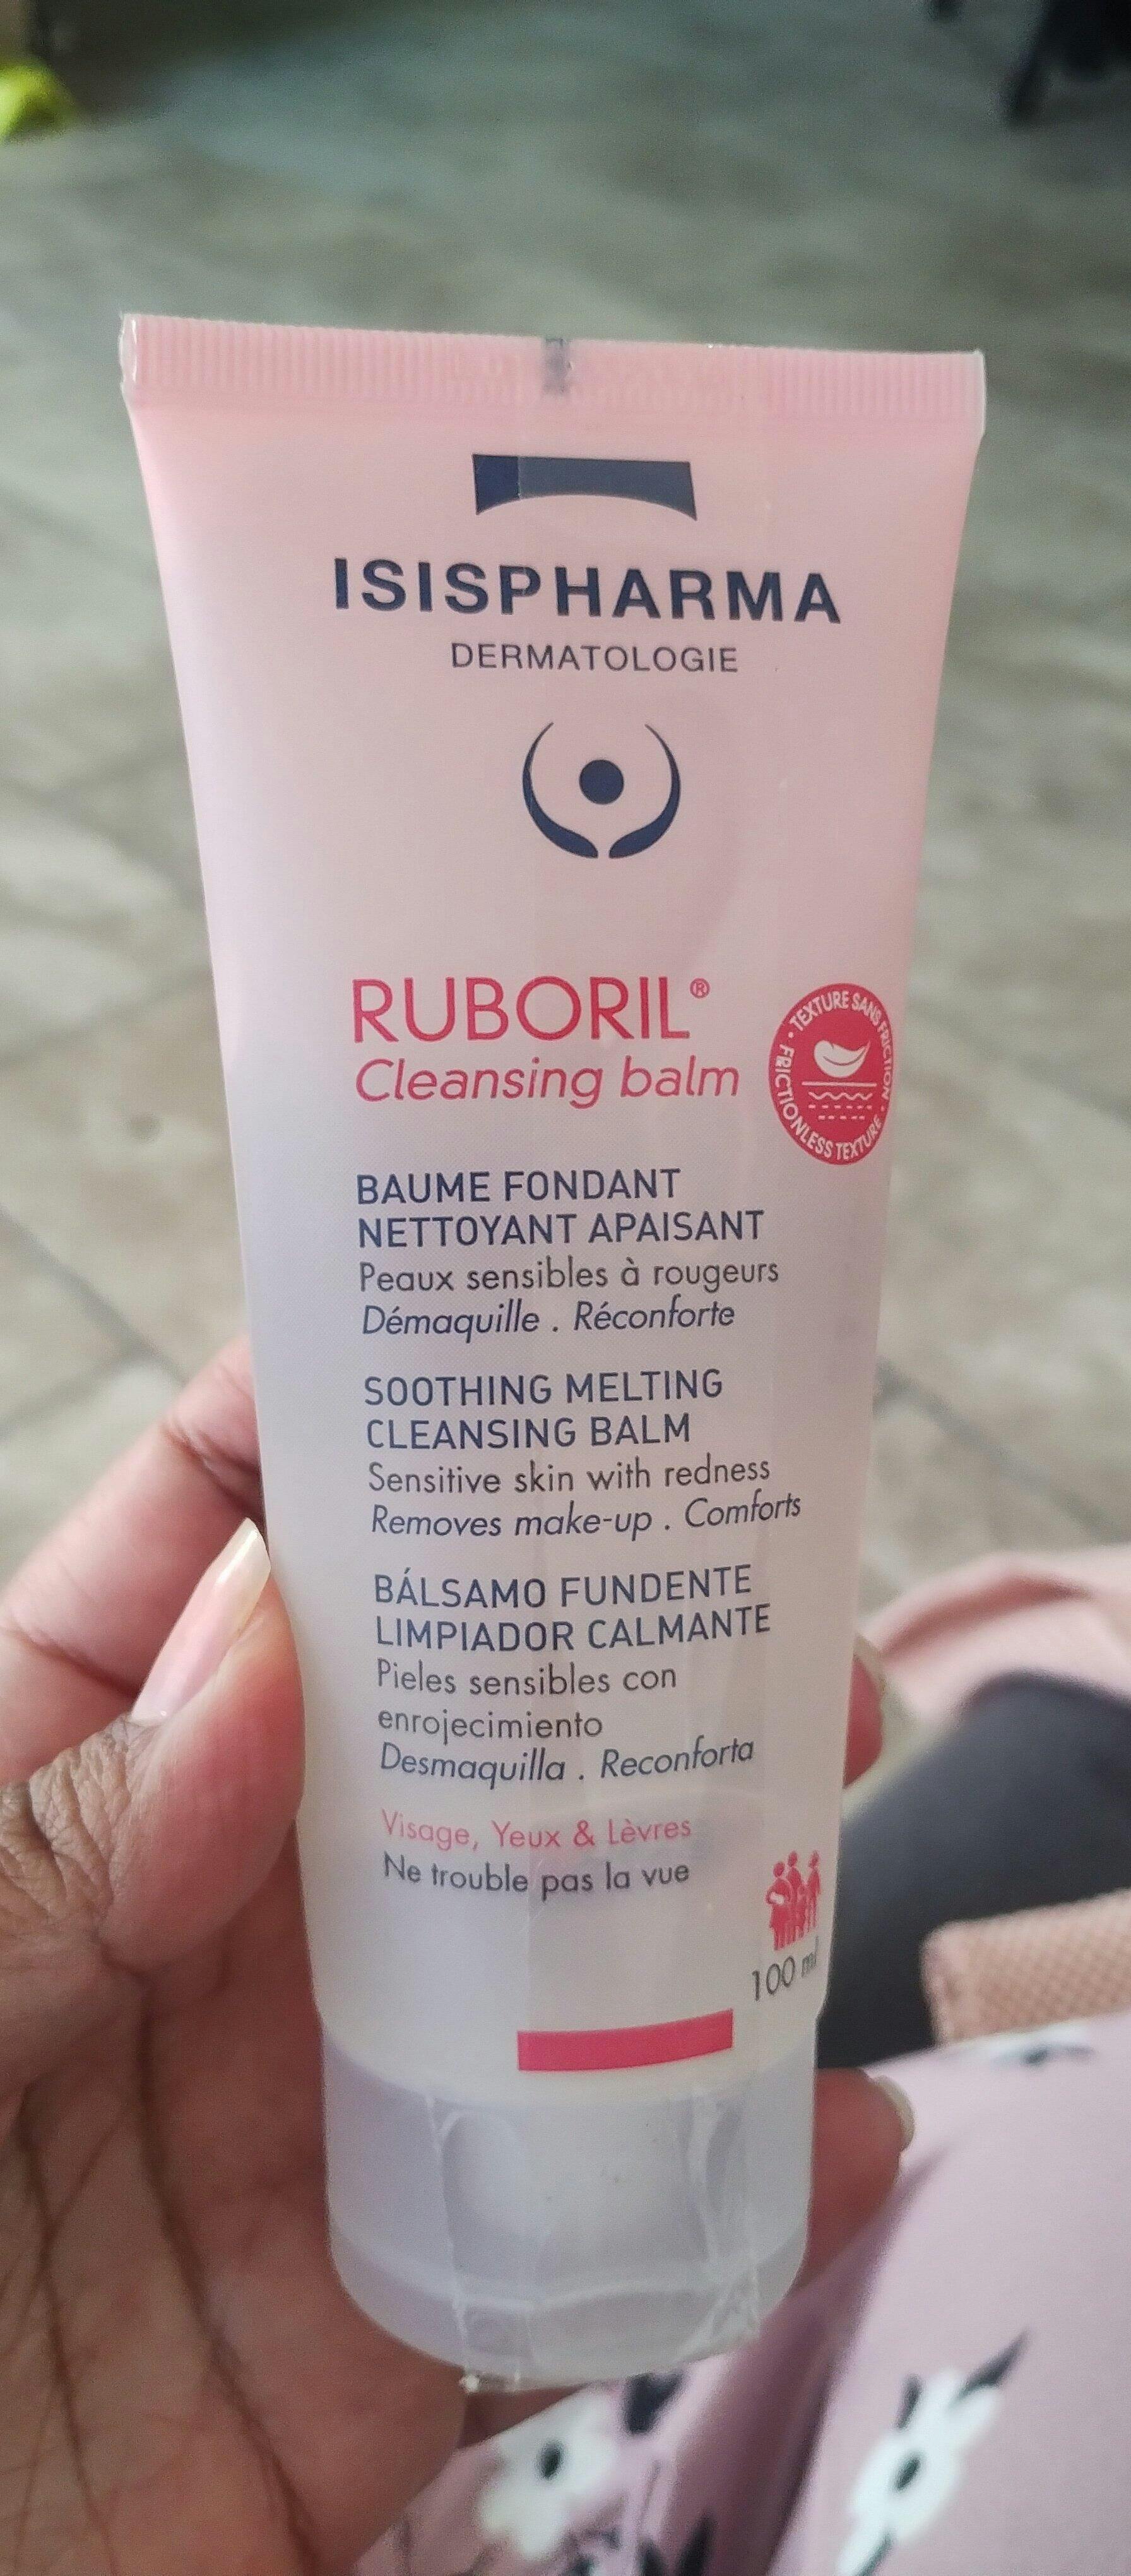 ISISPHARMA
DERMATOLOGIE
RUBORIL®
Cleansing balm
• TEXTURE SANS FRICTION • FRICTIONLESS TEXTURE
BAUME FONDANT
NETTOYANT APAISANT
Peaux sensibles à rougeurs
Démaquille . Réconforte
SOOTHING MELTING
CLEANSING BALM
Sensitive skin with redness
Removes make-up . Comforts
BÁLSAMO FUNDENTE
LIMPIADOR CALMANTE
Pieles sensibles con
enrojecimiento
Desmaquilla . Reconforta
Visage, Yeux & Lèvres
Ne trouble pas la vue
100 ml